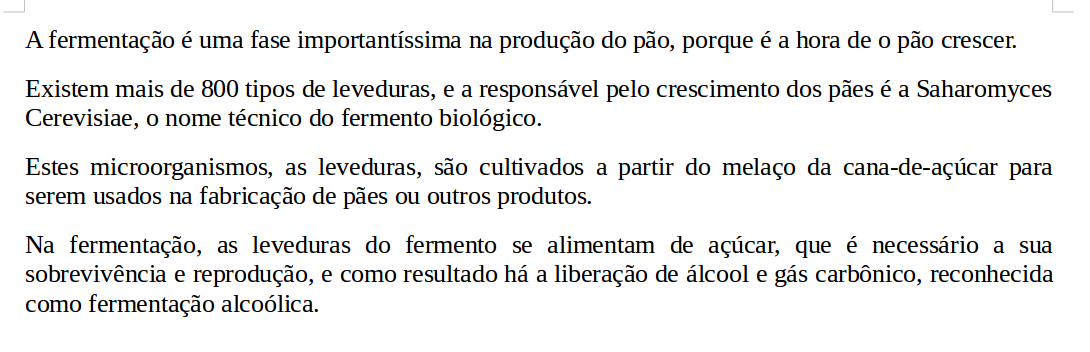 A fermentação é uma fase importantíssima na produção do pão, porque é a hora de o pão crescer.
Existem mais de 800 tipos de leveduras, e a responsável pelo crescimento dos pães é a Saharomyces
Cerevisiae, o nome técnico do fermento biológico.
Estes microorganismos, as leveduras, são cultivados a partir do melaço da cana-de-açúcar para
serem usados na fabricação de pães ou outros produtos.
Na fermentação, as leveduras do fermento se alimentam de açúcar, que é necessário a sua
sobrevivência e reprodução, e como resultado há a liberação de álcool e gás carbônico, reconhecida
como fermentação alcoólica.